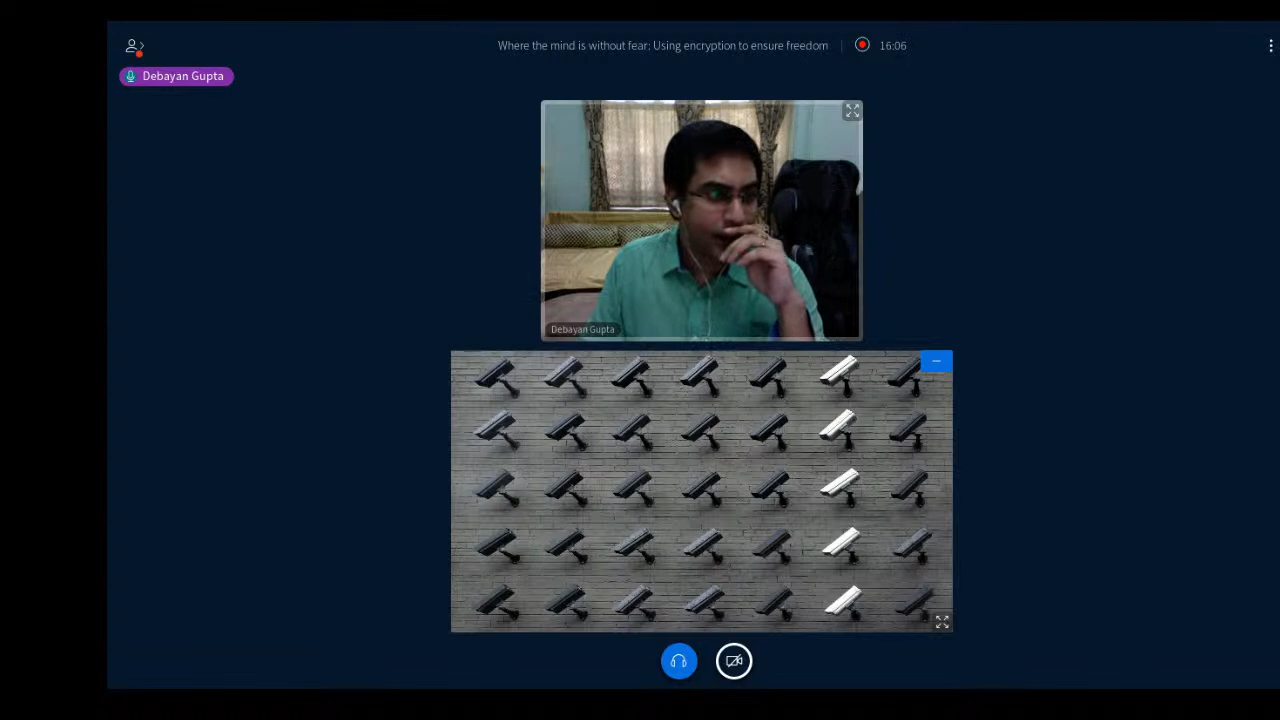 Where the mind is without fear: Using encryption to ensure freedom
16:06
Debayan Gupta
Debayan Gupta